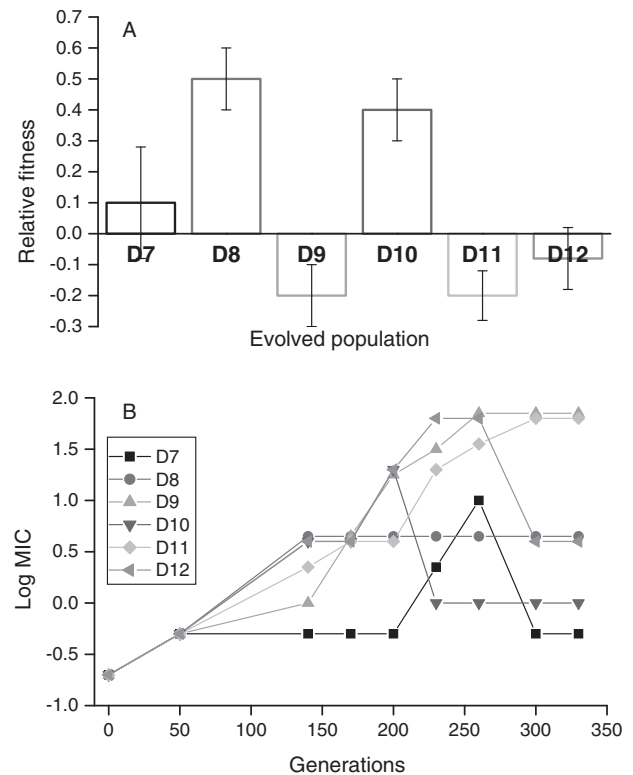 A
0.7
0.6
0.5
0.4
0.3
0.2
0.1
0.0
-0.1
-0.2
-0.3
Relative fitness
D7 D8 D9 D10 D11 D12
Evolved population
B
2.0
1.5
1.0
0.5
0.0
-0.5
-1.0
Log MIC
D7
D8
D9
D10
D11
D12
0 50 100 150 200 250 300 350
Generations